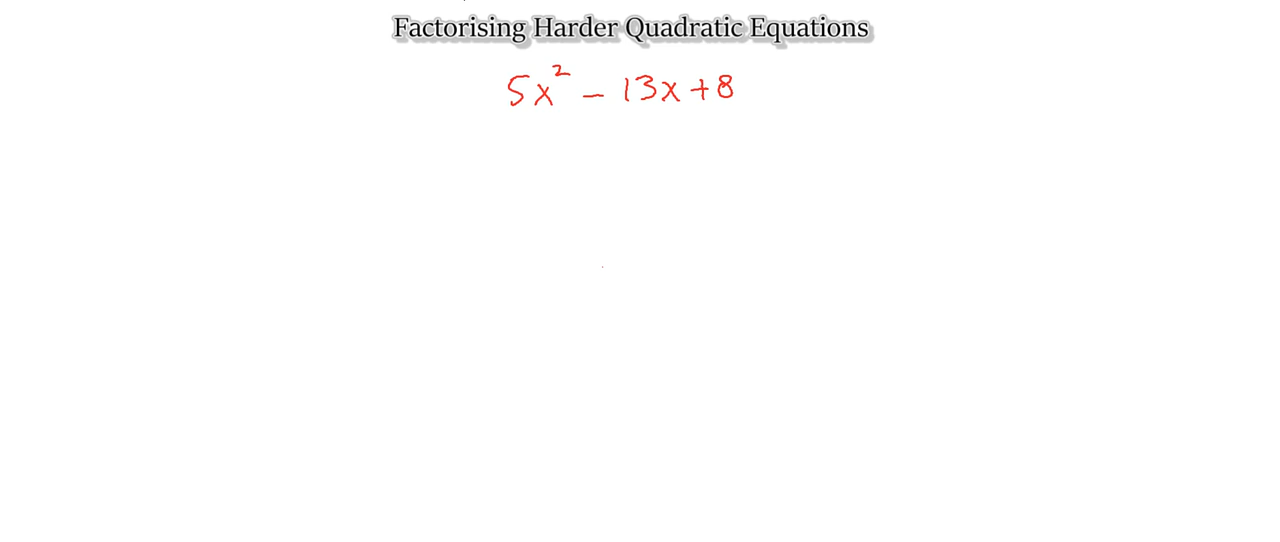 Factorising Harder Quadratic Equations
5x² - 13x + 8